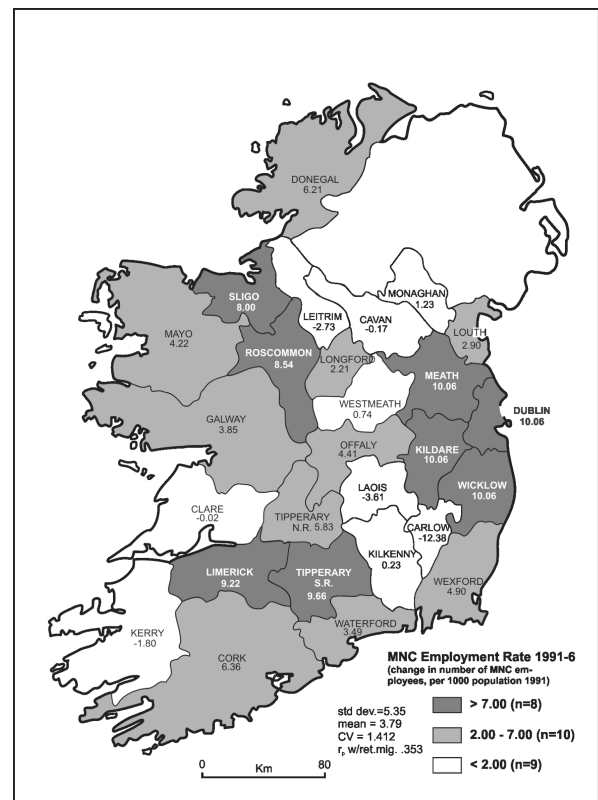 DONEGAL
6.21
SLIGO
8.00
LEITRIM
-2.73
MONAGHAN
1.23
CAVAN
-0.17
LOUTH
2.90
MAYO
4.22
ROSCOMMON
8.54
LONGFORD
2.21
MEATH
10.06
WESTMEATH
0.74
DUBLIN
10.06
GALWAY
3.85
OFFALY
4.41
KILDARE
10.06
LAOIS
-3.61
WICKLOW
10.06
CLARE
-0.02
TIPPERARY
N.R. 5.83
CARLOW
-12.38
KILKENNY
0.23
LIMERICK
9.22
TIPPERARY
S.R.
9.66
WEXFORD
4.90
WATERFORD
3.49
KERRY
-1.80
CORK
6.36
MNC Employment Rate 1991-6
(change in number of MNC em-
ployees, per 1000 population 1991)
> 7.00 (n=8)
2.00 - 7.00 (n=10)
< 2.00 (n=9)
std dev.=5.35
mean = 3.79
CV = 1.412
rp w/ret.mig. .353
0 80
Km